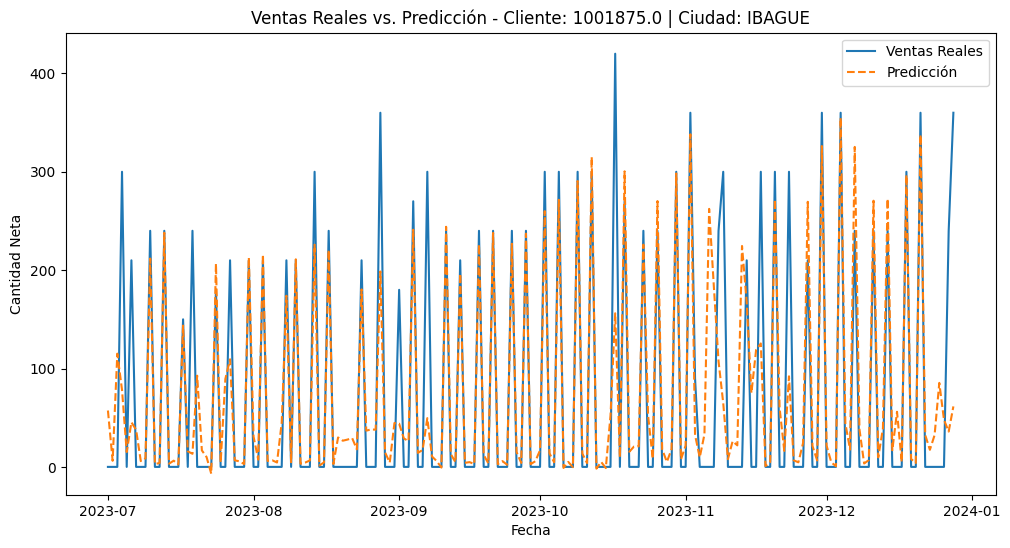 Ventas Reales vs. Predicción - Cliente: 1001875.0 | Ciudad: IBAGUE
Ventas Reales
Predicción
Cantidad Neta
400
300
200
100
0
2023-07
2023-08
2023-09
2023-10
2023-11
2023-12
2024-01
Fecha